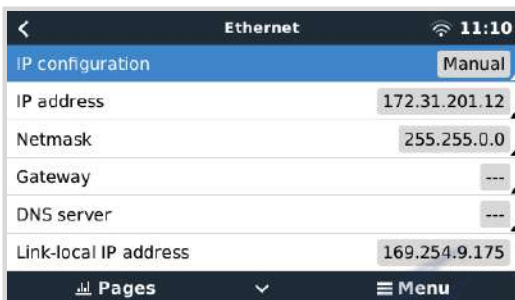 Ethernet 11:10
IP configuration Manual
IP address 172.31.201.12
Netmask 255.255.0.0
Gateway ---
DNS server ---
Link-local IP address 169.254.9.175
Pages Menu